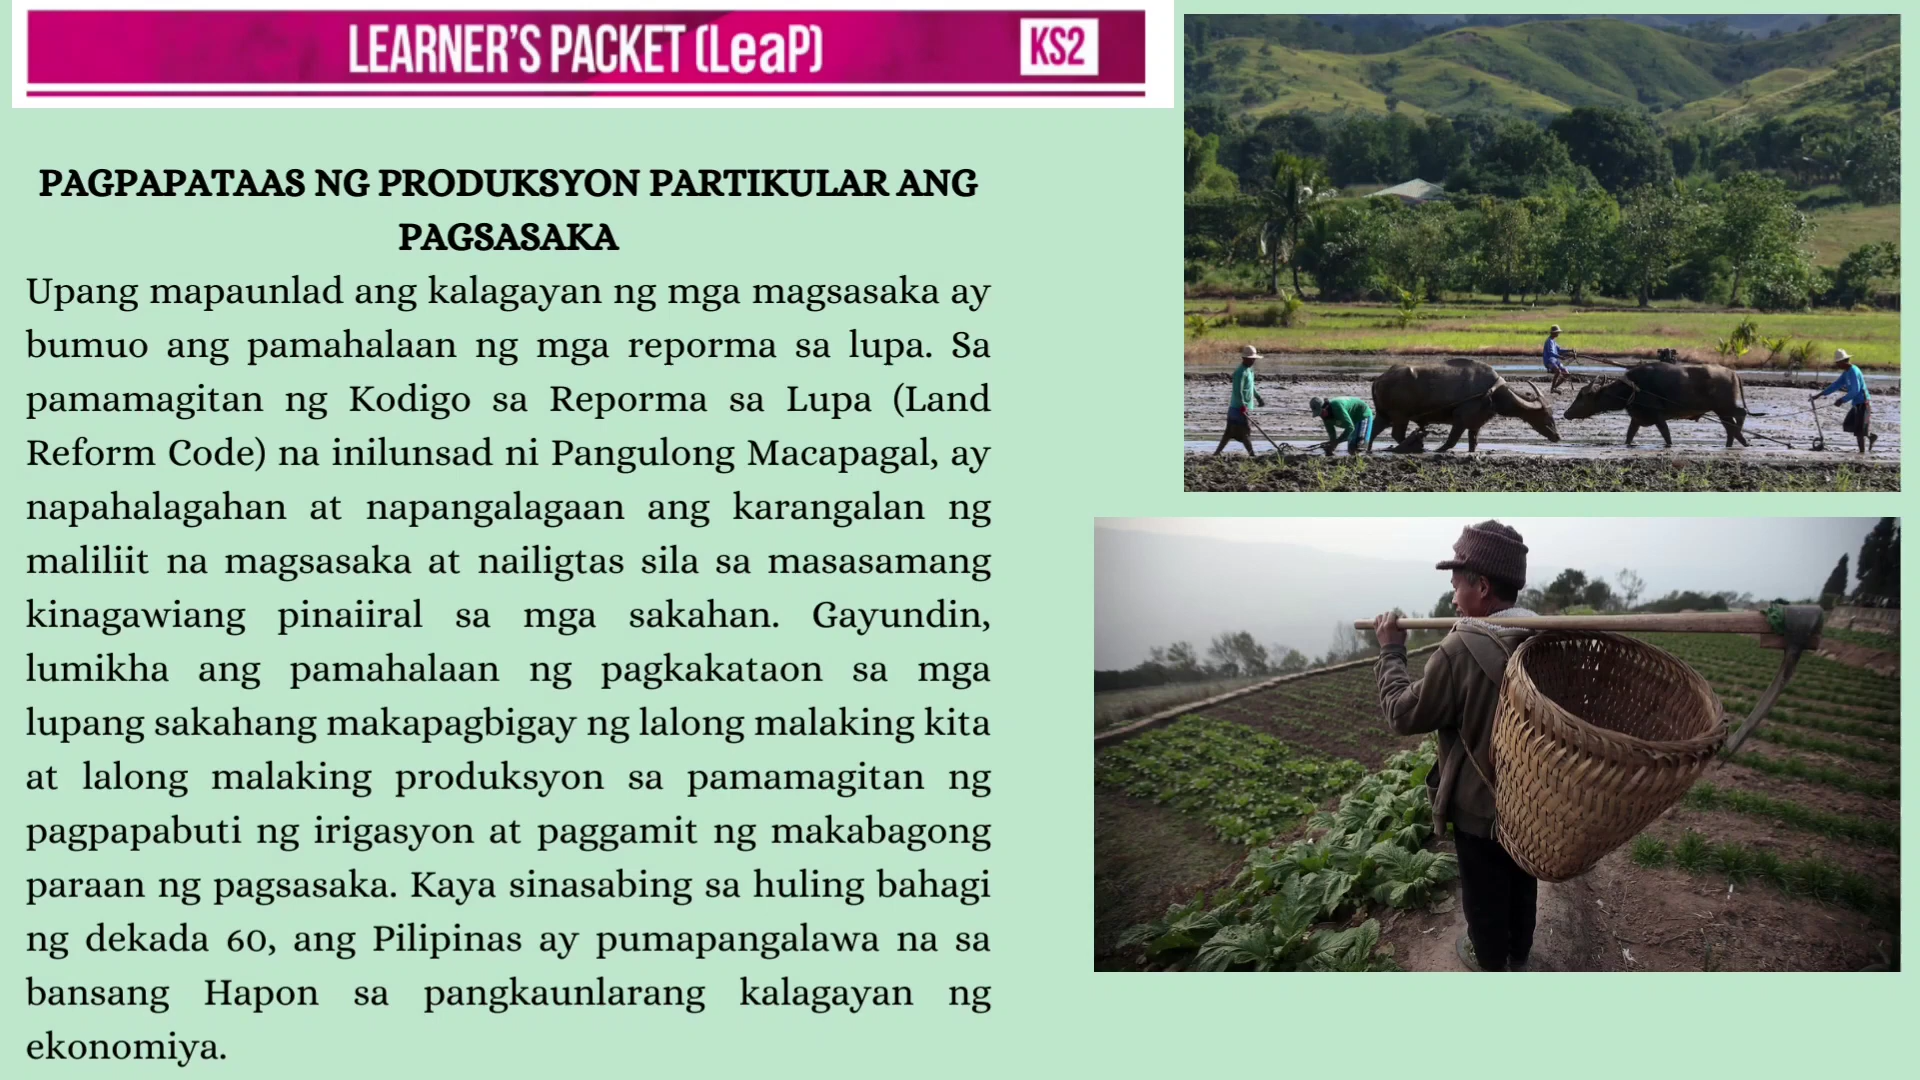 LEARNER'S PACKET (LeaP)
KS2
PAGPAPATAAS NG PRODUKSYON PARTIKULAR ANG
PAGSASAKA
Upang mapaunlad ang kalagayan ng mga magsasaka ay
bumuo ang pamahalaan ng mga reporma sa lupa. Sa
pamamagitan ng Kodigo sa Reporma sa Lupa (Land
Reform Code) na inilunsad ni Pangulong Macapagal, ay
napahalagahan at napangalagaan ang karangalan ng
maliliit na magsasaka at nailigtas sila sa masasamang
kinagawiang pinaiiral sa mga sakahan. Gayundin,
lumikha ang pamahalaan ng pagkakataon sa mga
lupang sakahang makapagbigay ng lalong malaking kita
at lalong malaking produksyon sa pamamagitan ng
pagpapabuti ng irigasyon at paggamit ng makabagong
paraan ng pagsasaka. Kaya sinasabing sa huling bahagi
ng dekada 60, ang Pilipinas ay pumapangalawa na sa
bansang Hapon sa pangkaunlarang kalagayan ng
ekonomiya.